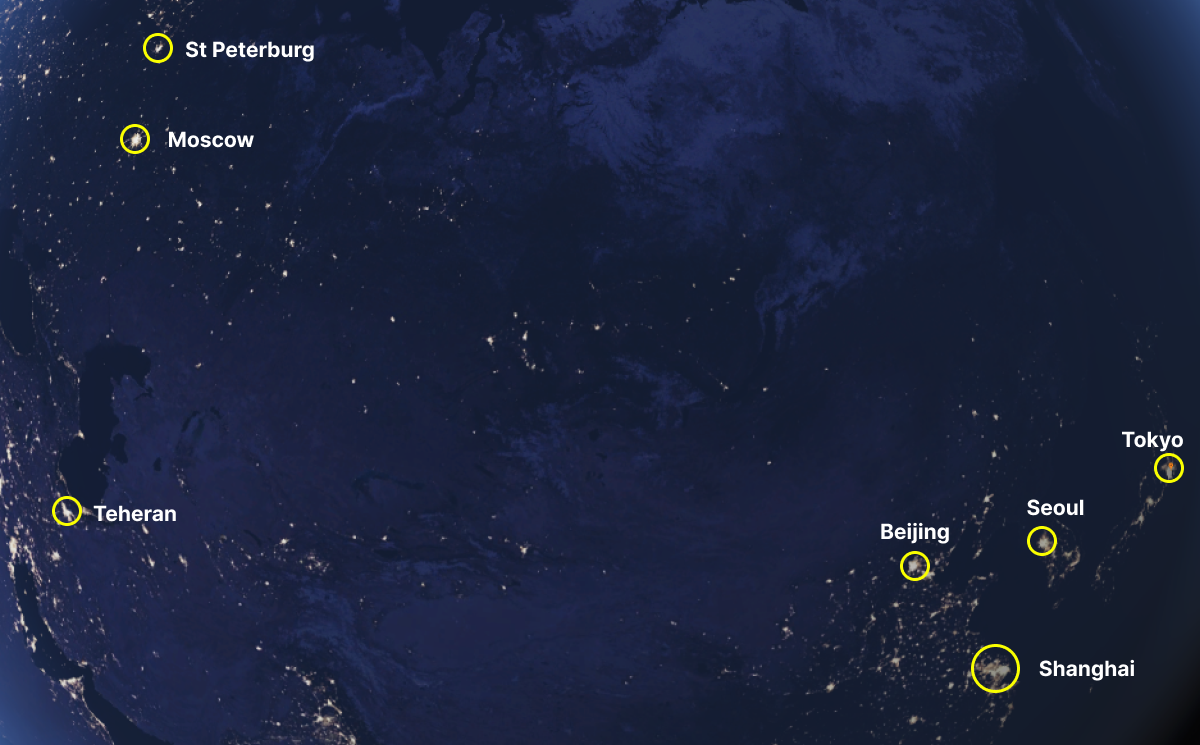 St Peterburg
Moscow
Tokyo
Seoul
Teheran
Beijing
Shanghai